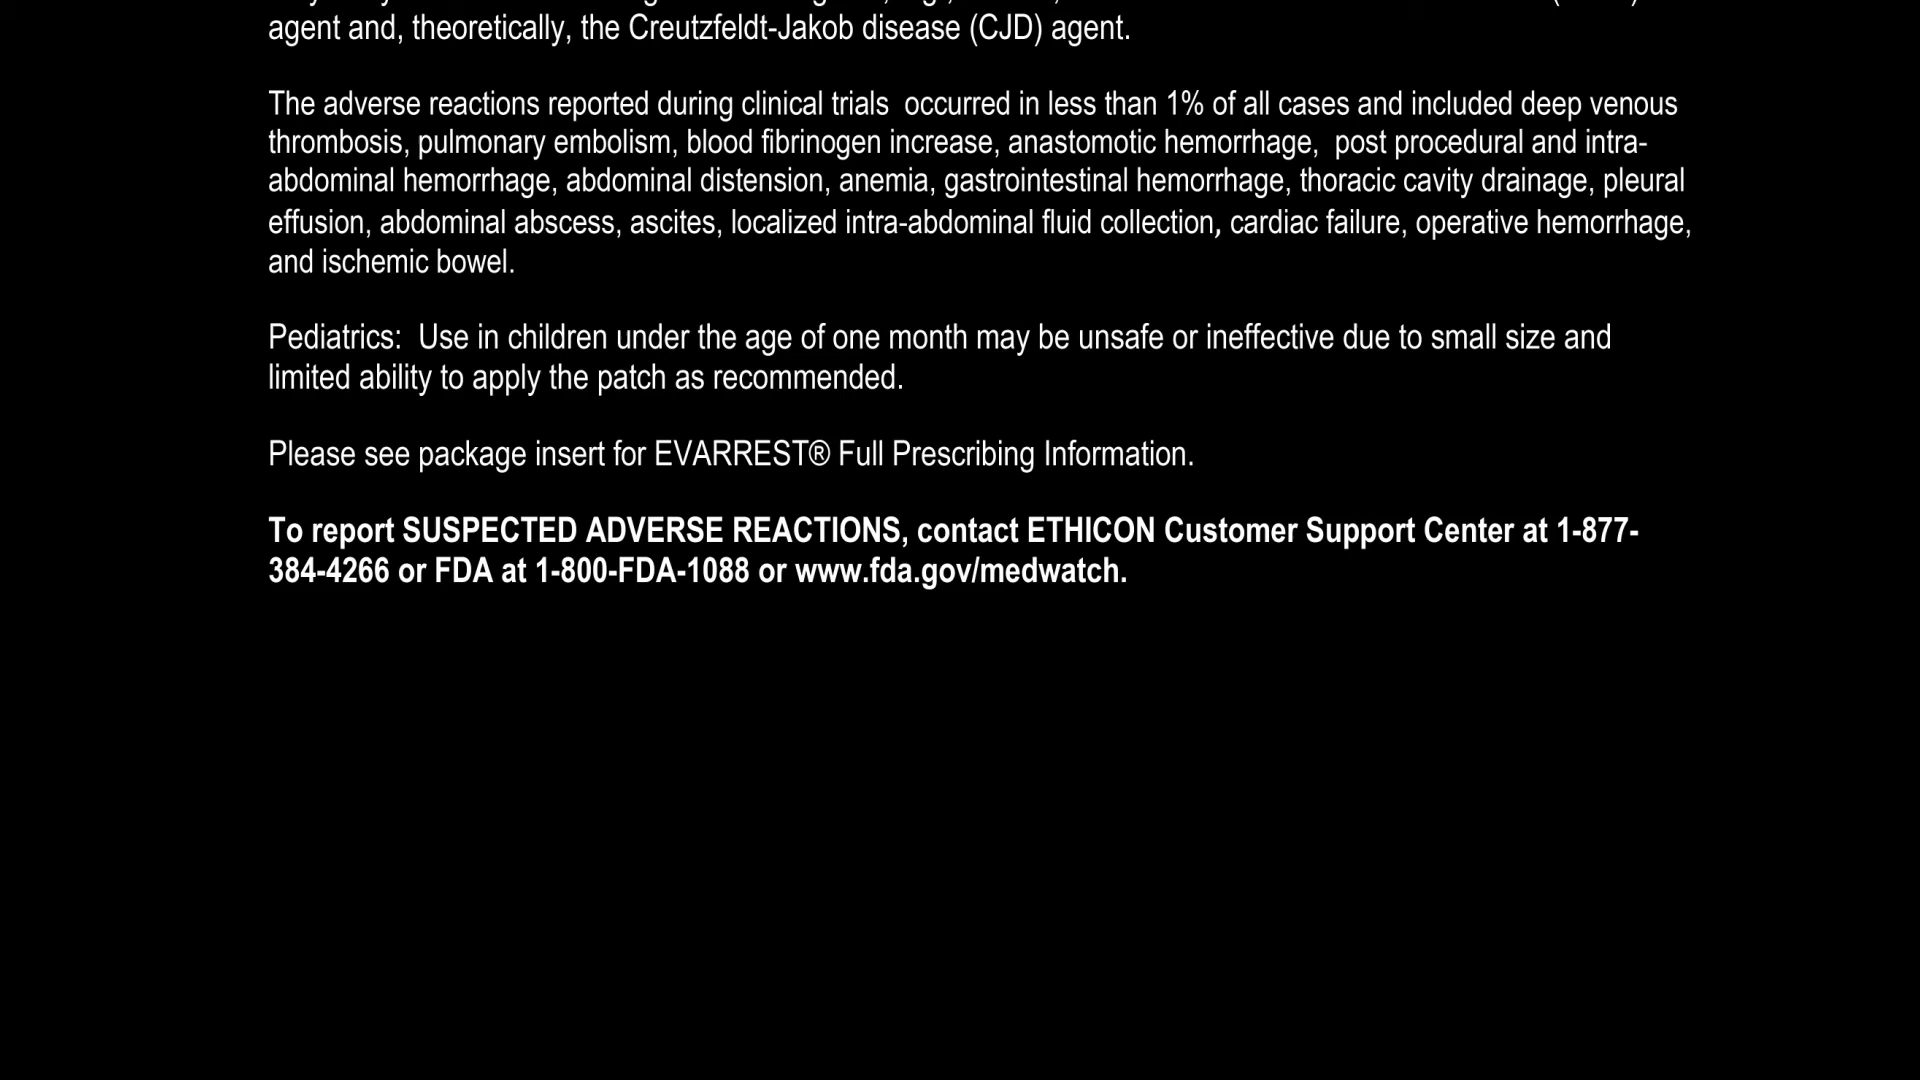 agent and, theoretically, the Creutzfeldt-Jakob disease (CJD) agent.
The adverse reactions reported during clinical trials  occurred in less than 1% of all cases and included deep venous
thrombosis, pulmonary embolism, blood fibrinogen increase, anastomotic hemorrhage,  post procedural and intra-
abdominal hemorrhage, abdominal distension, anemia, gastrointestinal hemorrhage, thoracic cavity drainage, pleural
effusion, abdominal abscess, ascites, localized intra-abdominal fluid collection, cardiac failure, operative hemorrhage,
and ischemic bowel.
Pediatrics:  Use in children under the age of one month may be unsafe or ineffective due to small size and
limited ability to apply the patch as recommended.
Please see package insert for EVARREST® Full Prescribing Information.
To report SUSPECTED ADVERSE REACTIONS, contact ETHICON Customer Support Center at 1-877-
384-4266 or FDA at 1-800-FDA-1088 or www.fda.gov/medwatch.